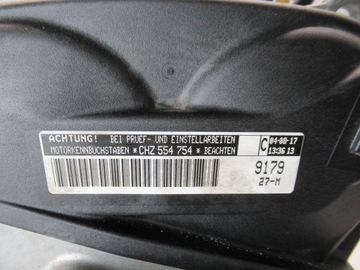 ACHTUNG! BEI PRUEF- UND EINSTELLARBEITEN
MOTORKENNBUCHSTABEN *CHZ 554 754 * BEACHTEN
C 04-08-17
13:36 13
9179
27-M